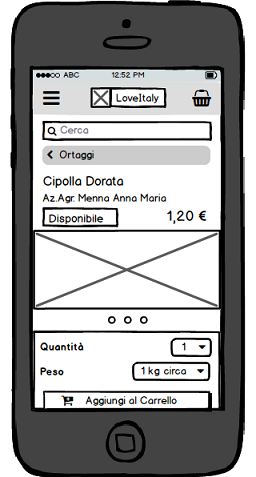 ABC 12:52 PM
LoveItaly
Cerca
Ortaggi
Cipolla Dorata
Az.Agr. Menna Anna Maria
Disponibile 1,20 €
Quantità 1
Peso 1 kg circa
Aggiungi al Carrello